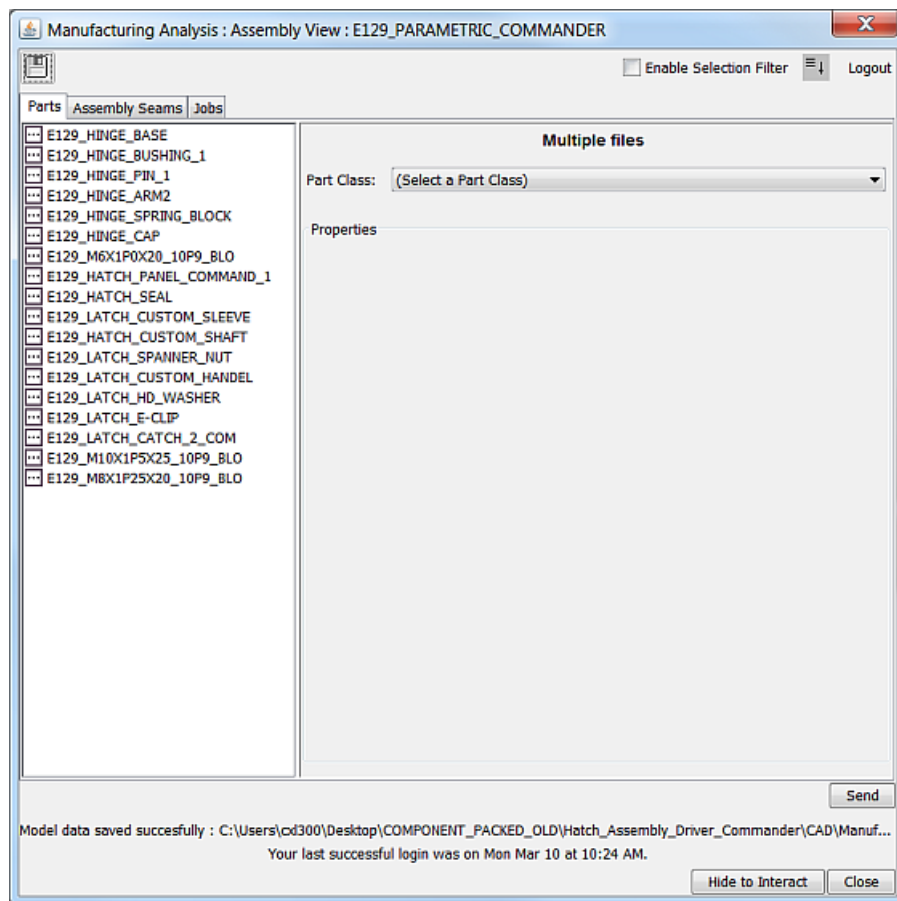 Manufacturing Analysis : Assembly View : E129_PARAMETRIC_COMMANDER
Enable Selection Filter
Logout
Parts
Assembly Seams
Jobs
E129_HINGE_BASE
E129_HINGE_BUSHING_1
E129_HINGE_PIN_1
E129_HINGE_ARM2
E129_HINGE_SPRING_BLOCK
E129_HINGE_CAP
E129_M6X1P0X20_10P9_BLO
E129_HATCH_PANEL_COMMAND_1
E129_HATCH_SEAL
E129_LATCH_CUSTOM_SLEEVE
E129_HATCH_CUSTOM_SHAFT
E129_LATCH_SPANNER_NUT
E129_LATCH_CUSTOM_HANDEL
E129_LATCH_HD_WASHER
E129_LATCH_E-CLIP
E129_LATCH_CATCH_2_COM
E129_M10X1P5X25_10P9_BLO
E129_M8X1P25X20_10P9_BLO
Multiple files
Part Class:
(Select a Part Class)
Properties
Send
Model data saved succesfully : C:\Users\cxd300\Desktop\COMPONENT_PACKED_OLD\Hatch_Assembly_Driver_Commander\CAD\Manuf...
Your last successful login was on Mon Mar 10 at 10:24 AM.
Hide to Interact
Close